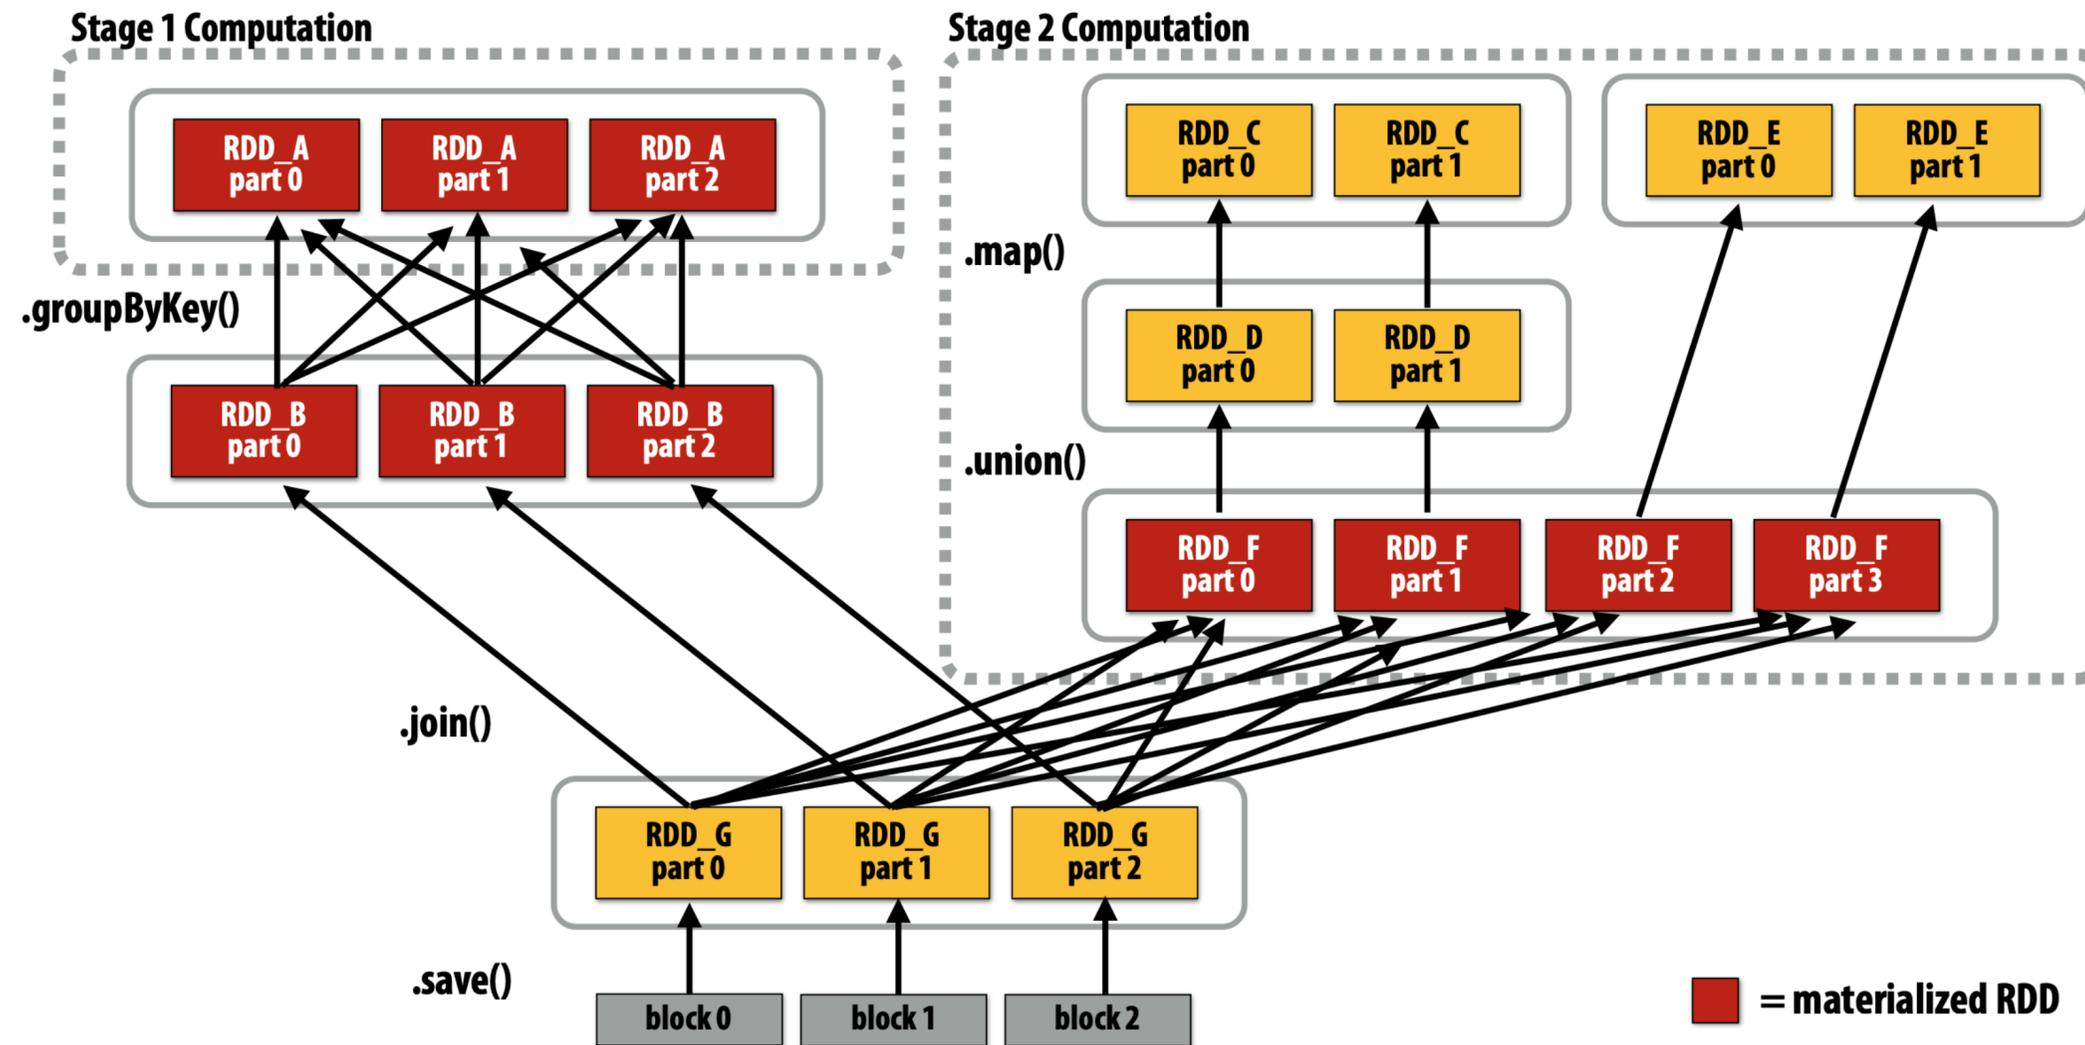 Stage 1 Computation
Stage 2 Computation
RDD_A
part 0
RDD_A
part 1
RDD_A
part 2
RDD_C
part 0
RDD_C
part 1
RDD_E
part 0
RDD_E
part 1
.groupByKey()
.map()
RDD_B
part 0
RDD_B
part 1
RDD_B
part 2
RDD_D
part 0
RDD_D
part 1
.union()
RDD_F
part 0
RDD_F
part 1
RDD_F
part 2
RDD_F
part 3
.join()
RDD_G
part 0
RDD_G
part 1
RDD_G
part 2
.save()
block 0
block 1
block 2
= materialized RDD